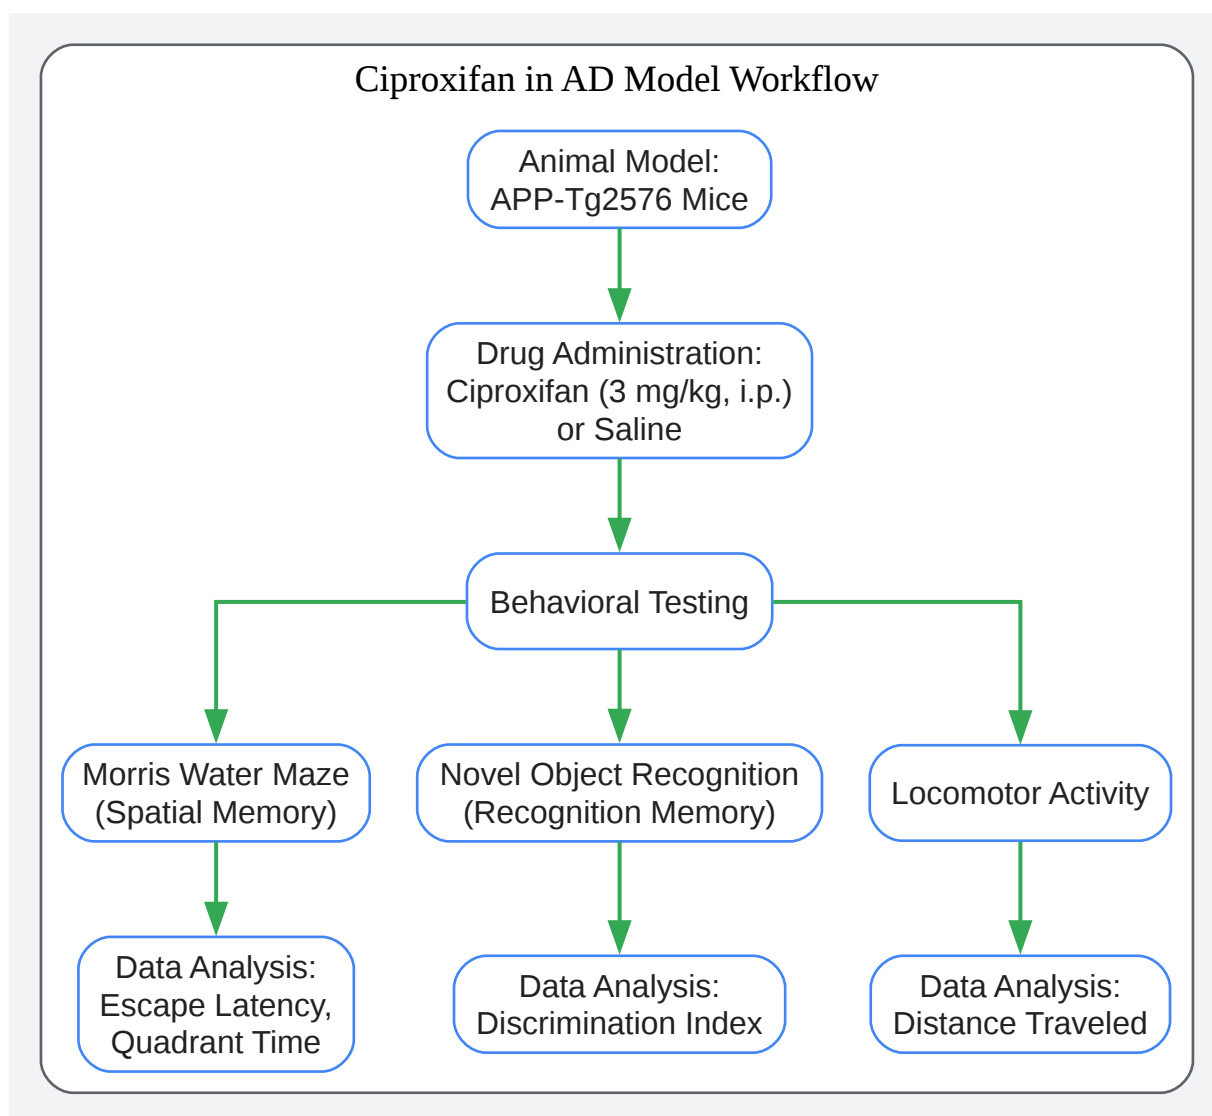 Ciproxifan in AD Model Workflow
Animal Model:
APP-Tg2576 Mice
Drug Administration:
Ciproxifan (3 mg/kg, i.p.)
or Saline
Behavioral Testing
Morris Water Maze
(Spatial Memory)
Novel Object Recognition
(Recognition Memory)
Locomotor Activity
Data Analysis:
Escape Latency,
Quadrant Time
Data Analysis:
Discrimination Index
Data Analysis:
Distance Traveled